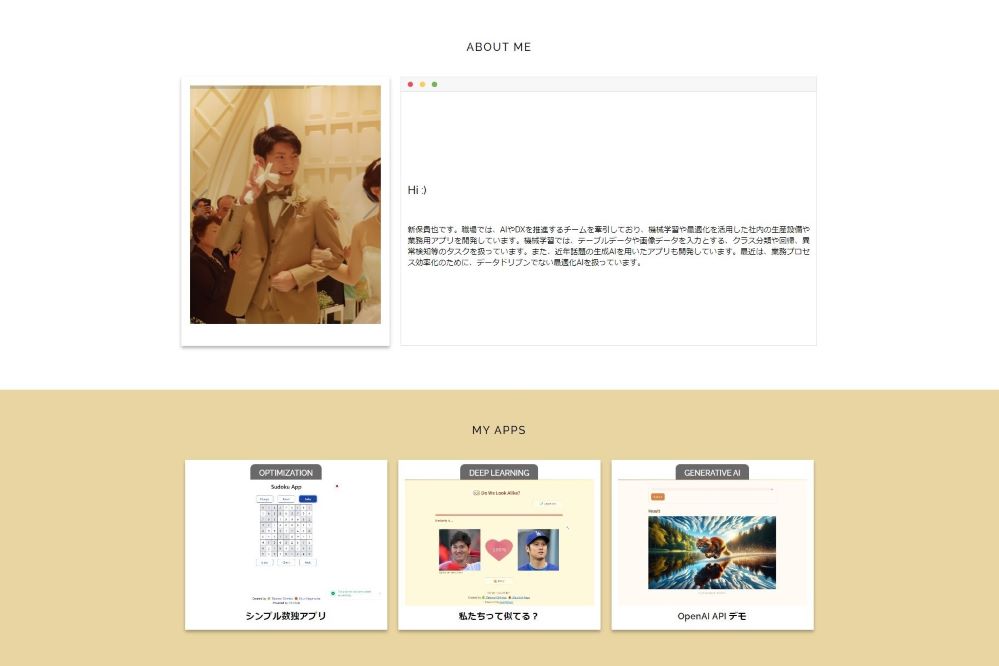 ABOUT ME
Hi :)
新保貴也です。職場では、AIやDXを推進するチームを牽引しており、機械学習や最適化を活用した社内の生産設備や
業務用アプリを開発しています。機械学習では、テーブルデータや画像データを入力とする、クラス分類や回帰、異
常検知等のタスクを扱っています。また、近年話題の生成AIを用いたアプリも開発しています。最近は、業務プロセ
ス効率化のために、データドリブンでない最適化AIを扱っています。
MY APPS
OPTIMIZATION
Sudoku App
シンプル数独アプリ
DEEP LEARNING
Do We Look Alike?
100%
私たちって似てる？
GENERATIVE AI
Result
OpenAI API デモ